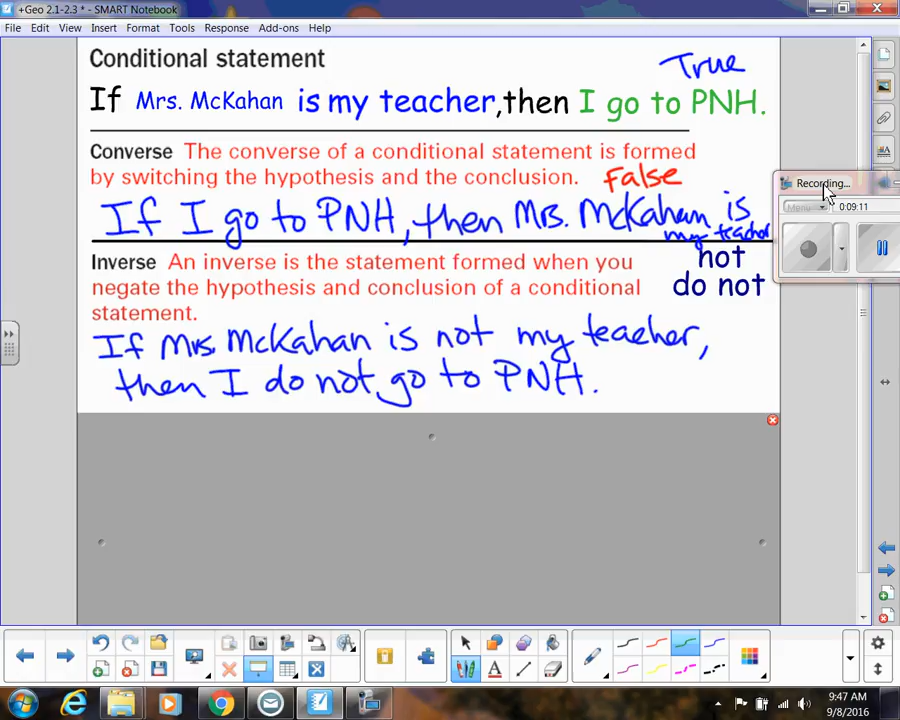 +Geo 2.1-2.3 * - SMART Notebook
File Edit View Insert Format Tools Response Add-ons Help
Conditional statement
True
If Mrs. McKahan is my teacher, then I go to PNH.
Converse The converse of a conditional statement is formed
by switching the hypothesis and the conclusion. False
If I go to PNH, then Mrs. McKahan is
my teacher
Inverse An inverse is the statement formed when you
negate the hypothesis and conclusion of a conditional
statement.
not
do not
If Mrs. McKahan is not my teacher,
then I do not go to PNH.
Recording...
Menu 0:09:11
A
9:47 AM
9/8/2016